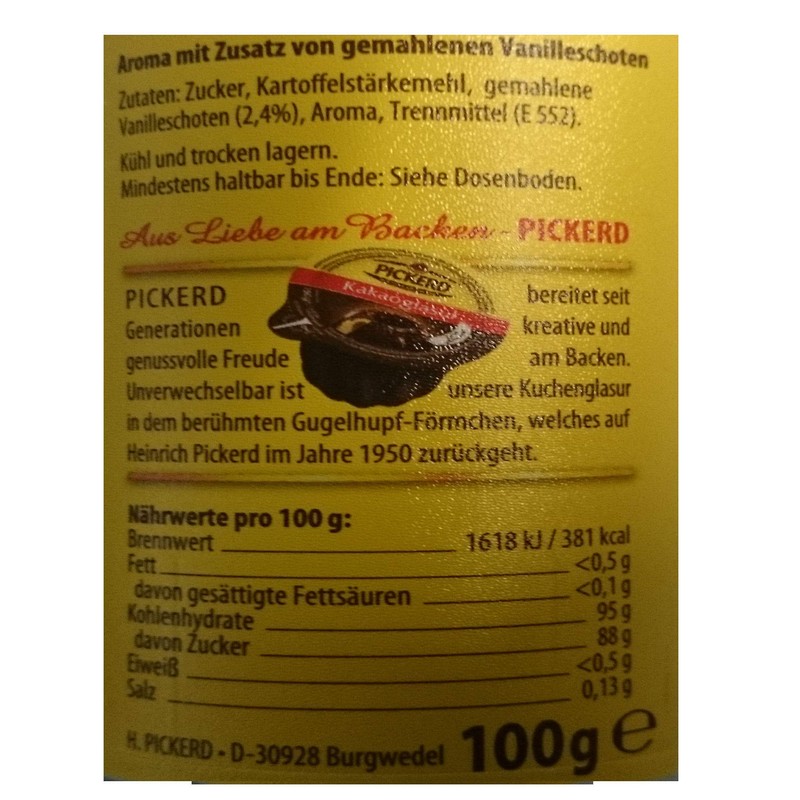 Aroma mit Zusatz von gemahlenen Vanilleschoten
Zutaten: Zucker, Kartoffelstärkemehl, gemahlene
Vanilleschoten (2,4%), Aroma, Trennmittel (E 552).
Kühl und trocken lagern.
Mindestens haltbar bis Ende: Siehe Dosenboden.
Aus Liebe am Backen - PICKERD
PICKERD
Kakaoglasur
PICKERD bereitet seit
Generationen kreative und
genussvolle Freude am Backen.
Unverwechselbar ist unsere Kuchenglasur
in dem berühmten Gugelhupf-Förmchen, welches auf
Heinrich Pickerd im Jahre 1950 zurückgeht.
Nährwerte pro 100 g:
Brennwert 1618 kJ / 381 kcal
Fett <0,5 g
davon gesättigte Fettsäuren <0,1 g
Kohlenhydrate 95 g
davon Zucker 88 g
Eiweiß <0,5 g
Salz 0,13 g
H. PICKERD • D-30928 Burgwedel 100g e